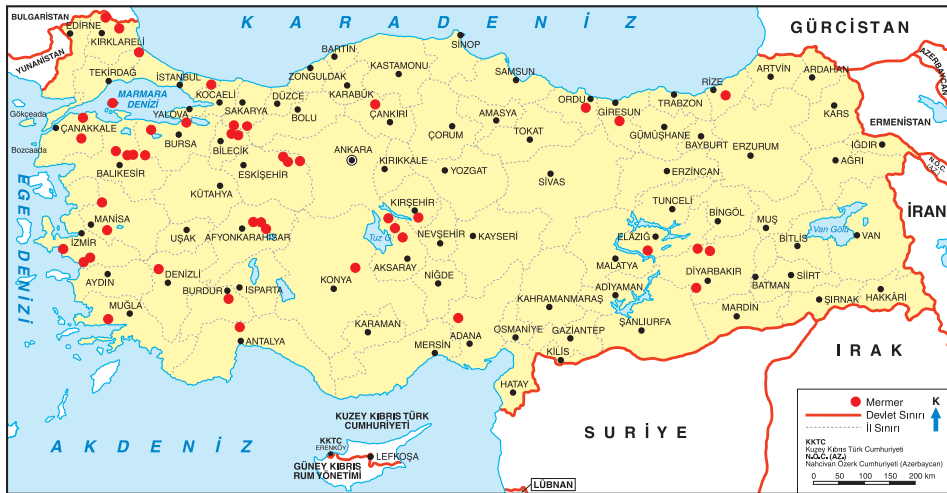 K A R A D E N İ Z
BULGARİSTAN
YUNANİSTAN
EDİRNE
KIRKLARELİ
TEKİRDAĞ
İSTANBUL
MARMARA
DENİZİ
KOCAELİ
YALOVA
SAKARYA
DÜZCE
BOLU
ZONGULDAK
BARTIN
KARABÜK
KASTAMONU
SİNOP
ÇANKIRI
SAMSUN
AMASYA
ÇORUM
TOKAT
ORDU
GİRESUN
TRABZON
RİZE
ARTVİN
ARDAHAN
KARS
GÜRCİSTAN
AZERBAYCAN
ERMENİSTAN
GÜMÜŞHANE
BAYBURT
ERZURUM
IĞDIR
AĞRI
N.Ö.C.
(AZ.)
İRAN
Gökçeada
ÇANAKKALE
Bozcaada
BURSA
BİLECİK
BALIKESİR
ESKİŞEHİR
KÜTAHYA
ANKARA
KIRIKKALE
YOZGAT
SİVAS
ERZİNCAN
TUNCELİ
BİNGÖL
MUŞ
BİTLİS
Van Gölü
VAN
EGE DENİZİ
MANİSA
İZMİR
UŞAK
AFYONKARAHİSAR
KIRŞEHİR
Tuz G.
NEVŞEHİR
KAYSERİ
ELAZIĞ
MALATYA
DİYARBAKIR
BATMAN
SİİRT
ŞIRNAK
HAKKÂRİ
AYDIN
DENİZLİ
BURDUR
ISPARTA
KONYA
AKSARAY
NİĞDE
KAHRAMANMARAŞ
ADIYAMAN
ŞANLIURFA
MARDİN
MUĞLA
ANTALYA
KARAMAN
MERSİN
ADANA
OSMANİYE
GAZİANTEP
KİLİS
HATAY
I R A K
S U R İ Y E
A K D E N İ Z
KUZEY KIBRIS TÜRK
CUMHURİYETİ
KKTC
ERENKÖY
LEFKOŞA
GÜNEY KIBRIS
RUM YÖNETİMİ
LÜBNAN
Mermer
K
Devlet Sınırı
İl Sınırı
KKTC
Kuzey Kıbrıs Türk Cumhuriyeti
N.Ö.C. (AZ.)
Nahcivan Özerk Cumhuriyeti (Azerbaycan)
0 50 100 150 200 km